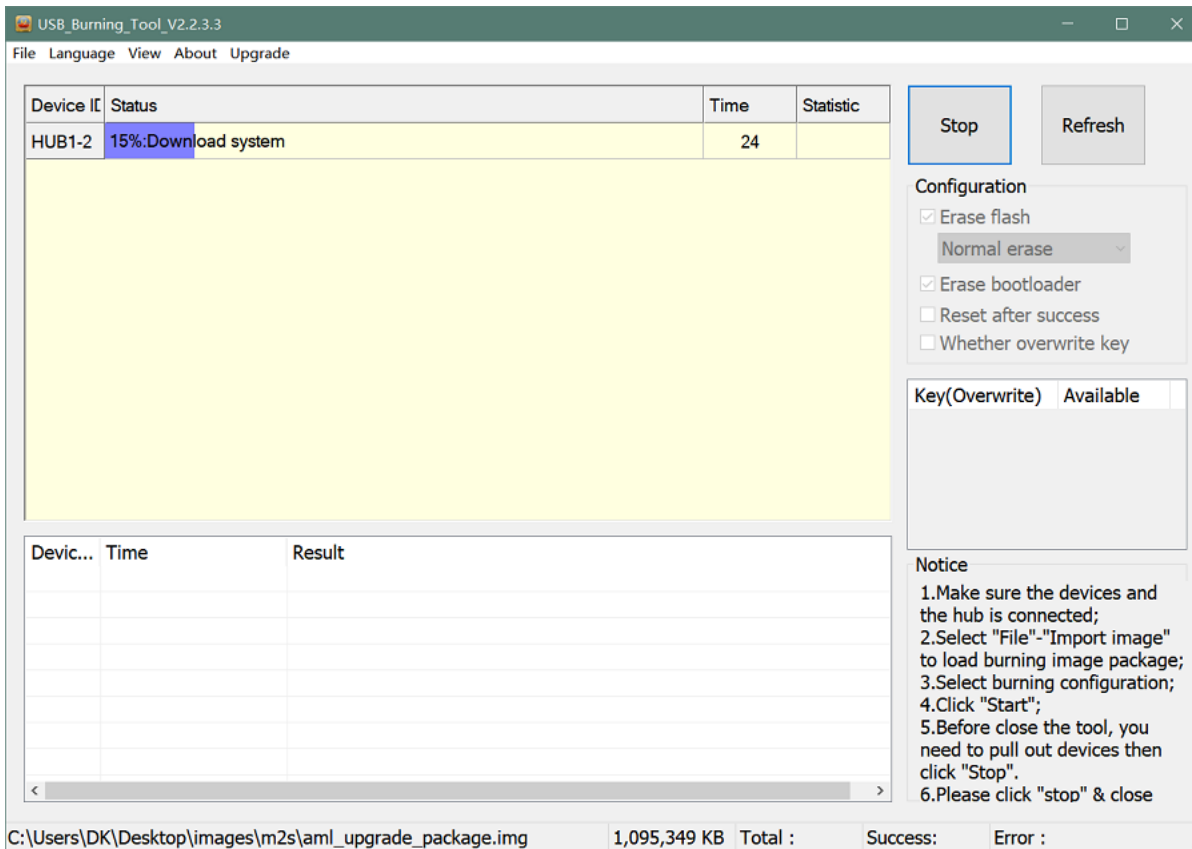 USB_Burning_Tool_V2.2.3.3
File Language View About Upgrade
Device ID Status Time Statistic
HUB1-2 15%:Download system 24
Stop Refresh
Configuration
Erase flash
Normal erase
Erase bootloader
Reset after success
Whether overwrite key
Key(Overwrite) Available
Devic... Time Result
Notice
1.Make sure the devices and
the hub is connected;
2.Select "File"-"Import image"
to load burning image package;
3.Select burning configuration;
4.Click "Start";
5.Before close the tool, you
need to pull out devices then
click "Stop".
6.Please click "stop" & close
C:\Users\DK\Desktop\images\m2s\aml_upgrade_package.img 1,095,349 KB Total : Success: Error :